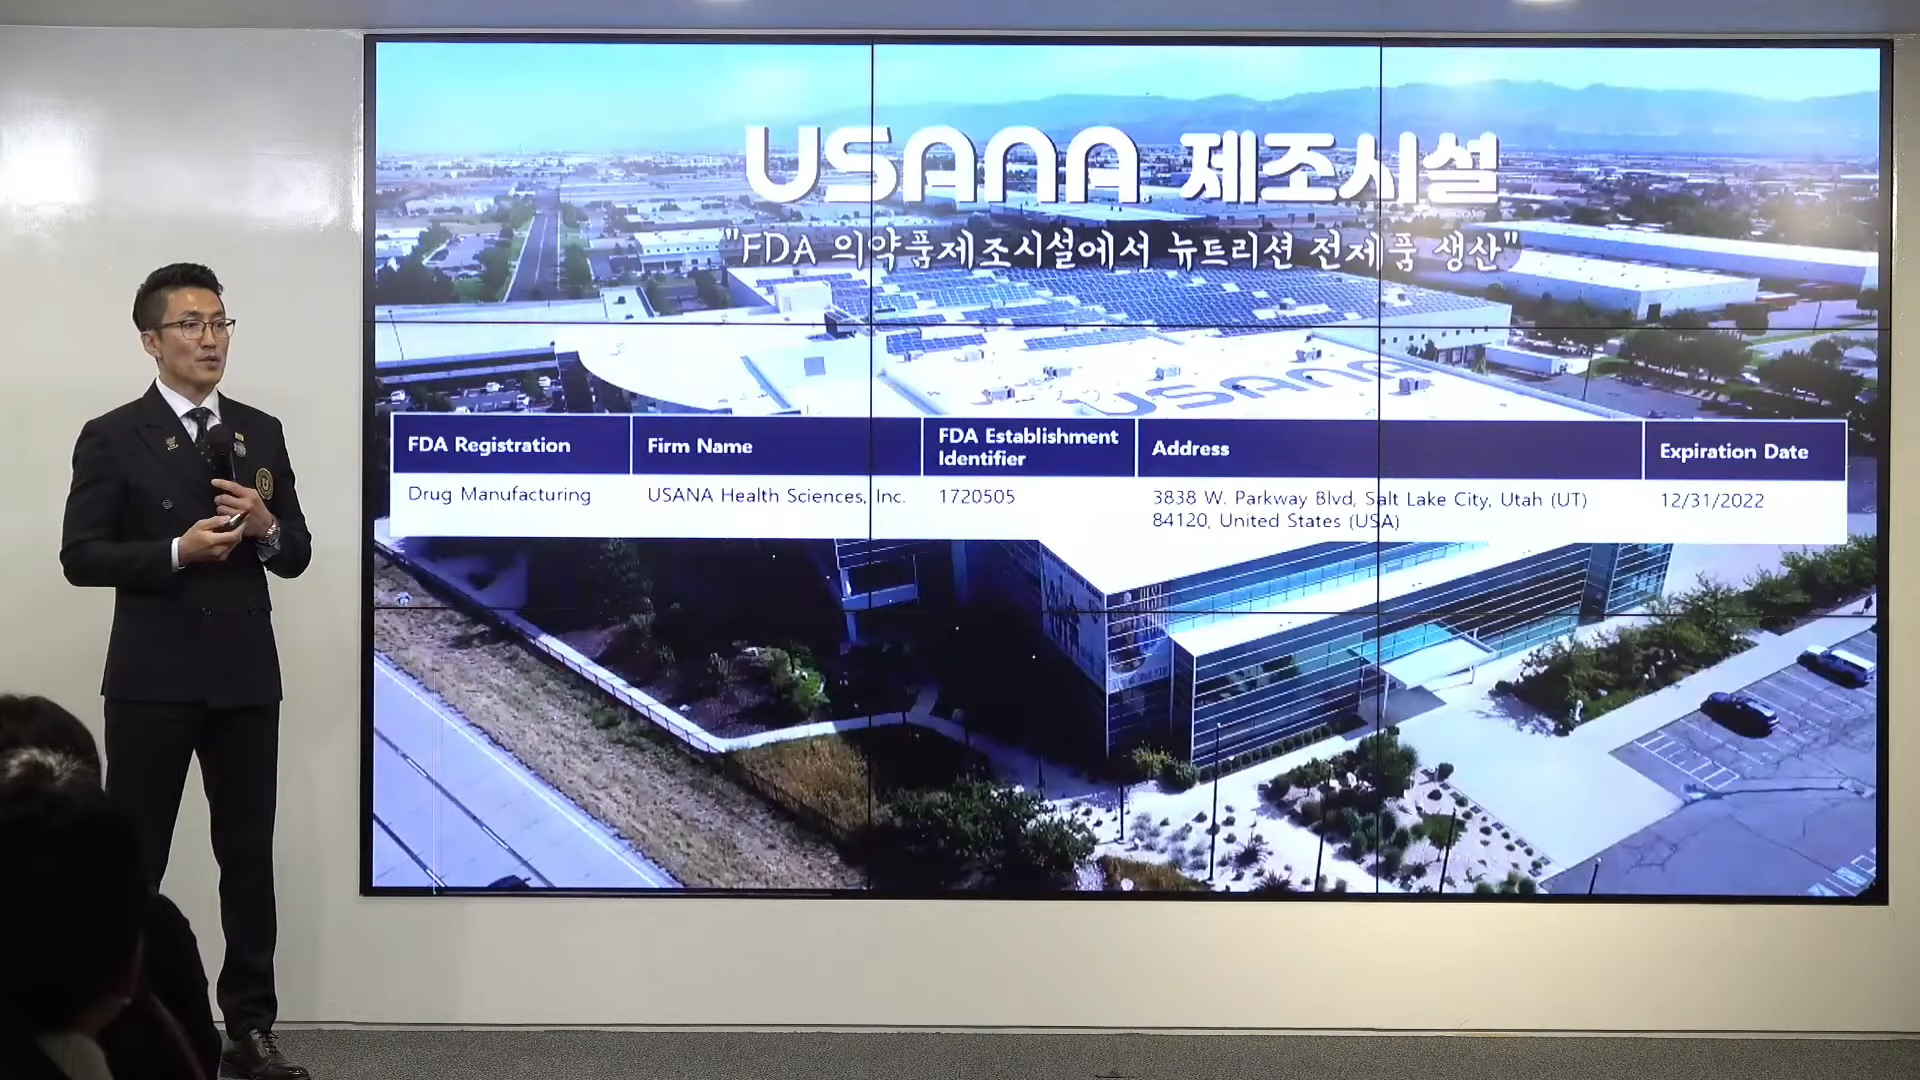 USANA 제조시설
"FDA 의약품제조시설에서 뉴트리션 전제품 생산"
USANA
FDA Registration
Firm Name
FDA Establishment
Identifier
Address
Expiration Date
Drug Manufacturing
USANA Health Sciences, Inc.
1720505
3838 W. Parkway Blvd, Salt Lake City, Utah (UT)
84120, United States (USA)
12/31/2022